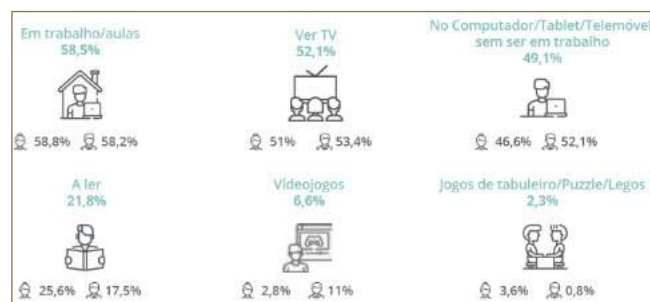 Em trabalho/aulas
58,5%
58,8% 58,2%
Ver TV
52,1%
51% 53,4%
No Computador/Tablet/Telemóvel
sem ser em trabalho
49,1%
46,6% 52,1%
A ler
21,8%
25,6% 17,5%
Vídeojogos
6,6%
2,8% 11%
Jogos de tabuleiro/Puzzle/Legos
2,3%
3,6% 0,8%